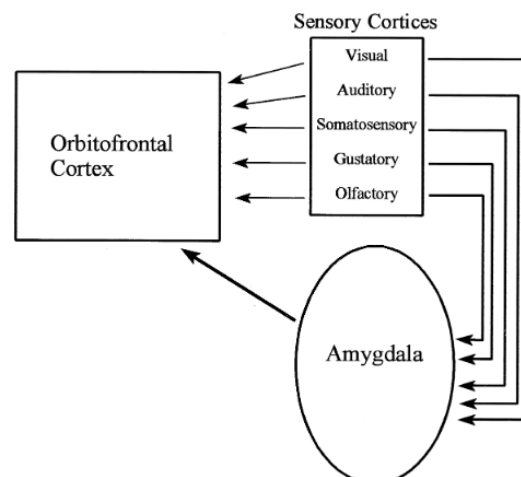 Sensory Cortices
Visual
Auditory
Somatosensory
Gustatory
Olfactory
Orbitofrontal
Cortex
Amygdala